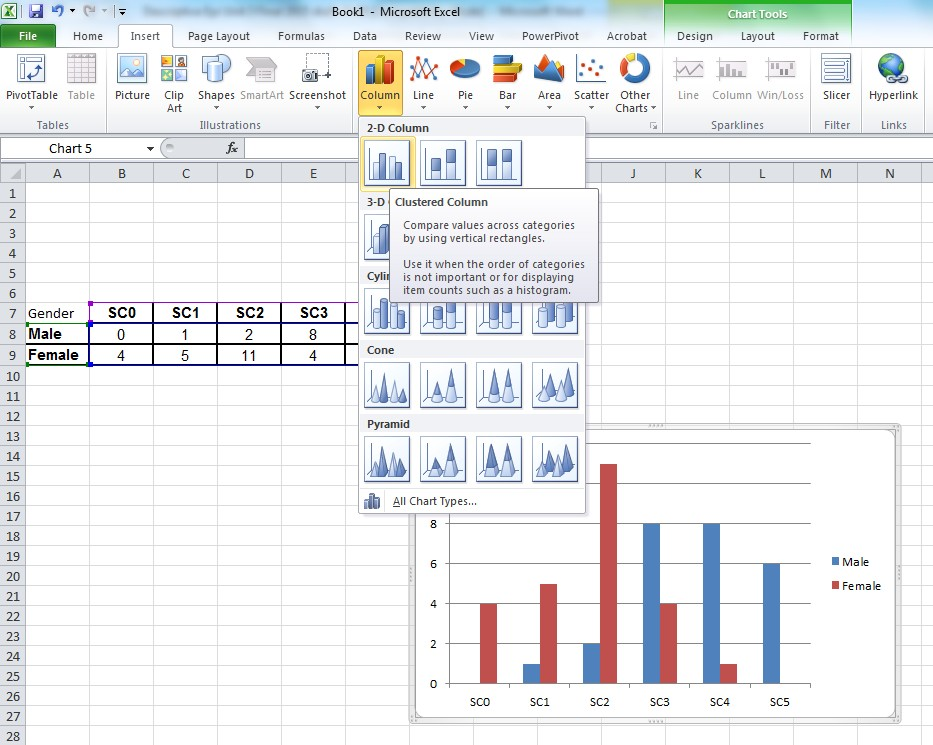 Book1 - Microsoft Excel
Chart Tools
File Home Insert Page Layout Formulas Data Review View PowerPivot Acrobat Design Layout Format
PivotTable Table Picture Clip Art Shapes SmartArt Screenshot Column Line Pie Bar Area Scatter Other Charts Line Column Win/Loss Slicer Hyperlink
Tables Illustrations Sparklines Filter Links
Chart 5 fx
2-D Column
A B C D E J K L M N
1
2
3-D
Clustered Column
3
Compare values across categories
by using vertical rectangles.
4
Use it when the order of categories
is not important or for displaying
item counts such as a histogram.
5
6
7 Gender SC0 SC1 SC2 SC3
8 Male 0 1 2 8
9 Female 4 5 11 4
Cone
10
11
12
Pyramid
13
14
15
16
All Chart Types...
17
18
19
20
21
22
23
24
25
26
27
28
8
6
4
2
0
SC0 SC1 SC2 SC3 SC4 SC5
Male
Female